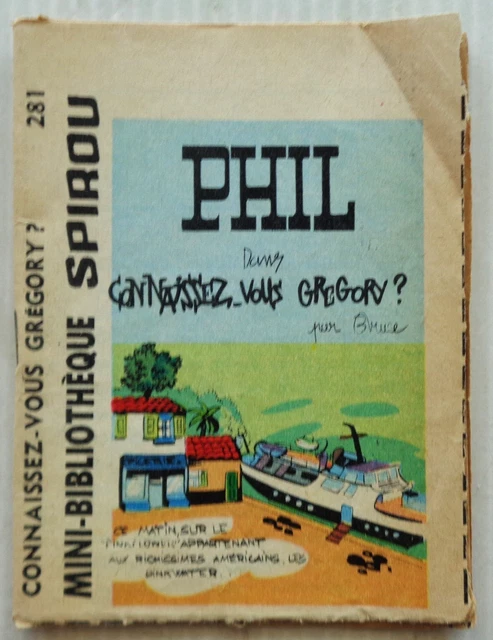 CONNAISSEZ-VOUS GRÉGORY? 281
MINI-BIBLIOTHÈQUE SPIROU
PHIL
Dans
CONNAISSEZ-VOUS GREGORY?
par Bruce
CE MATIN, SUR LE
APPARTENANT
AUX RICHISSIMES AMÉRICAINS, LES